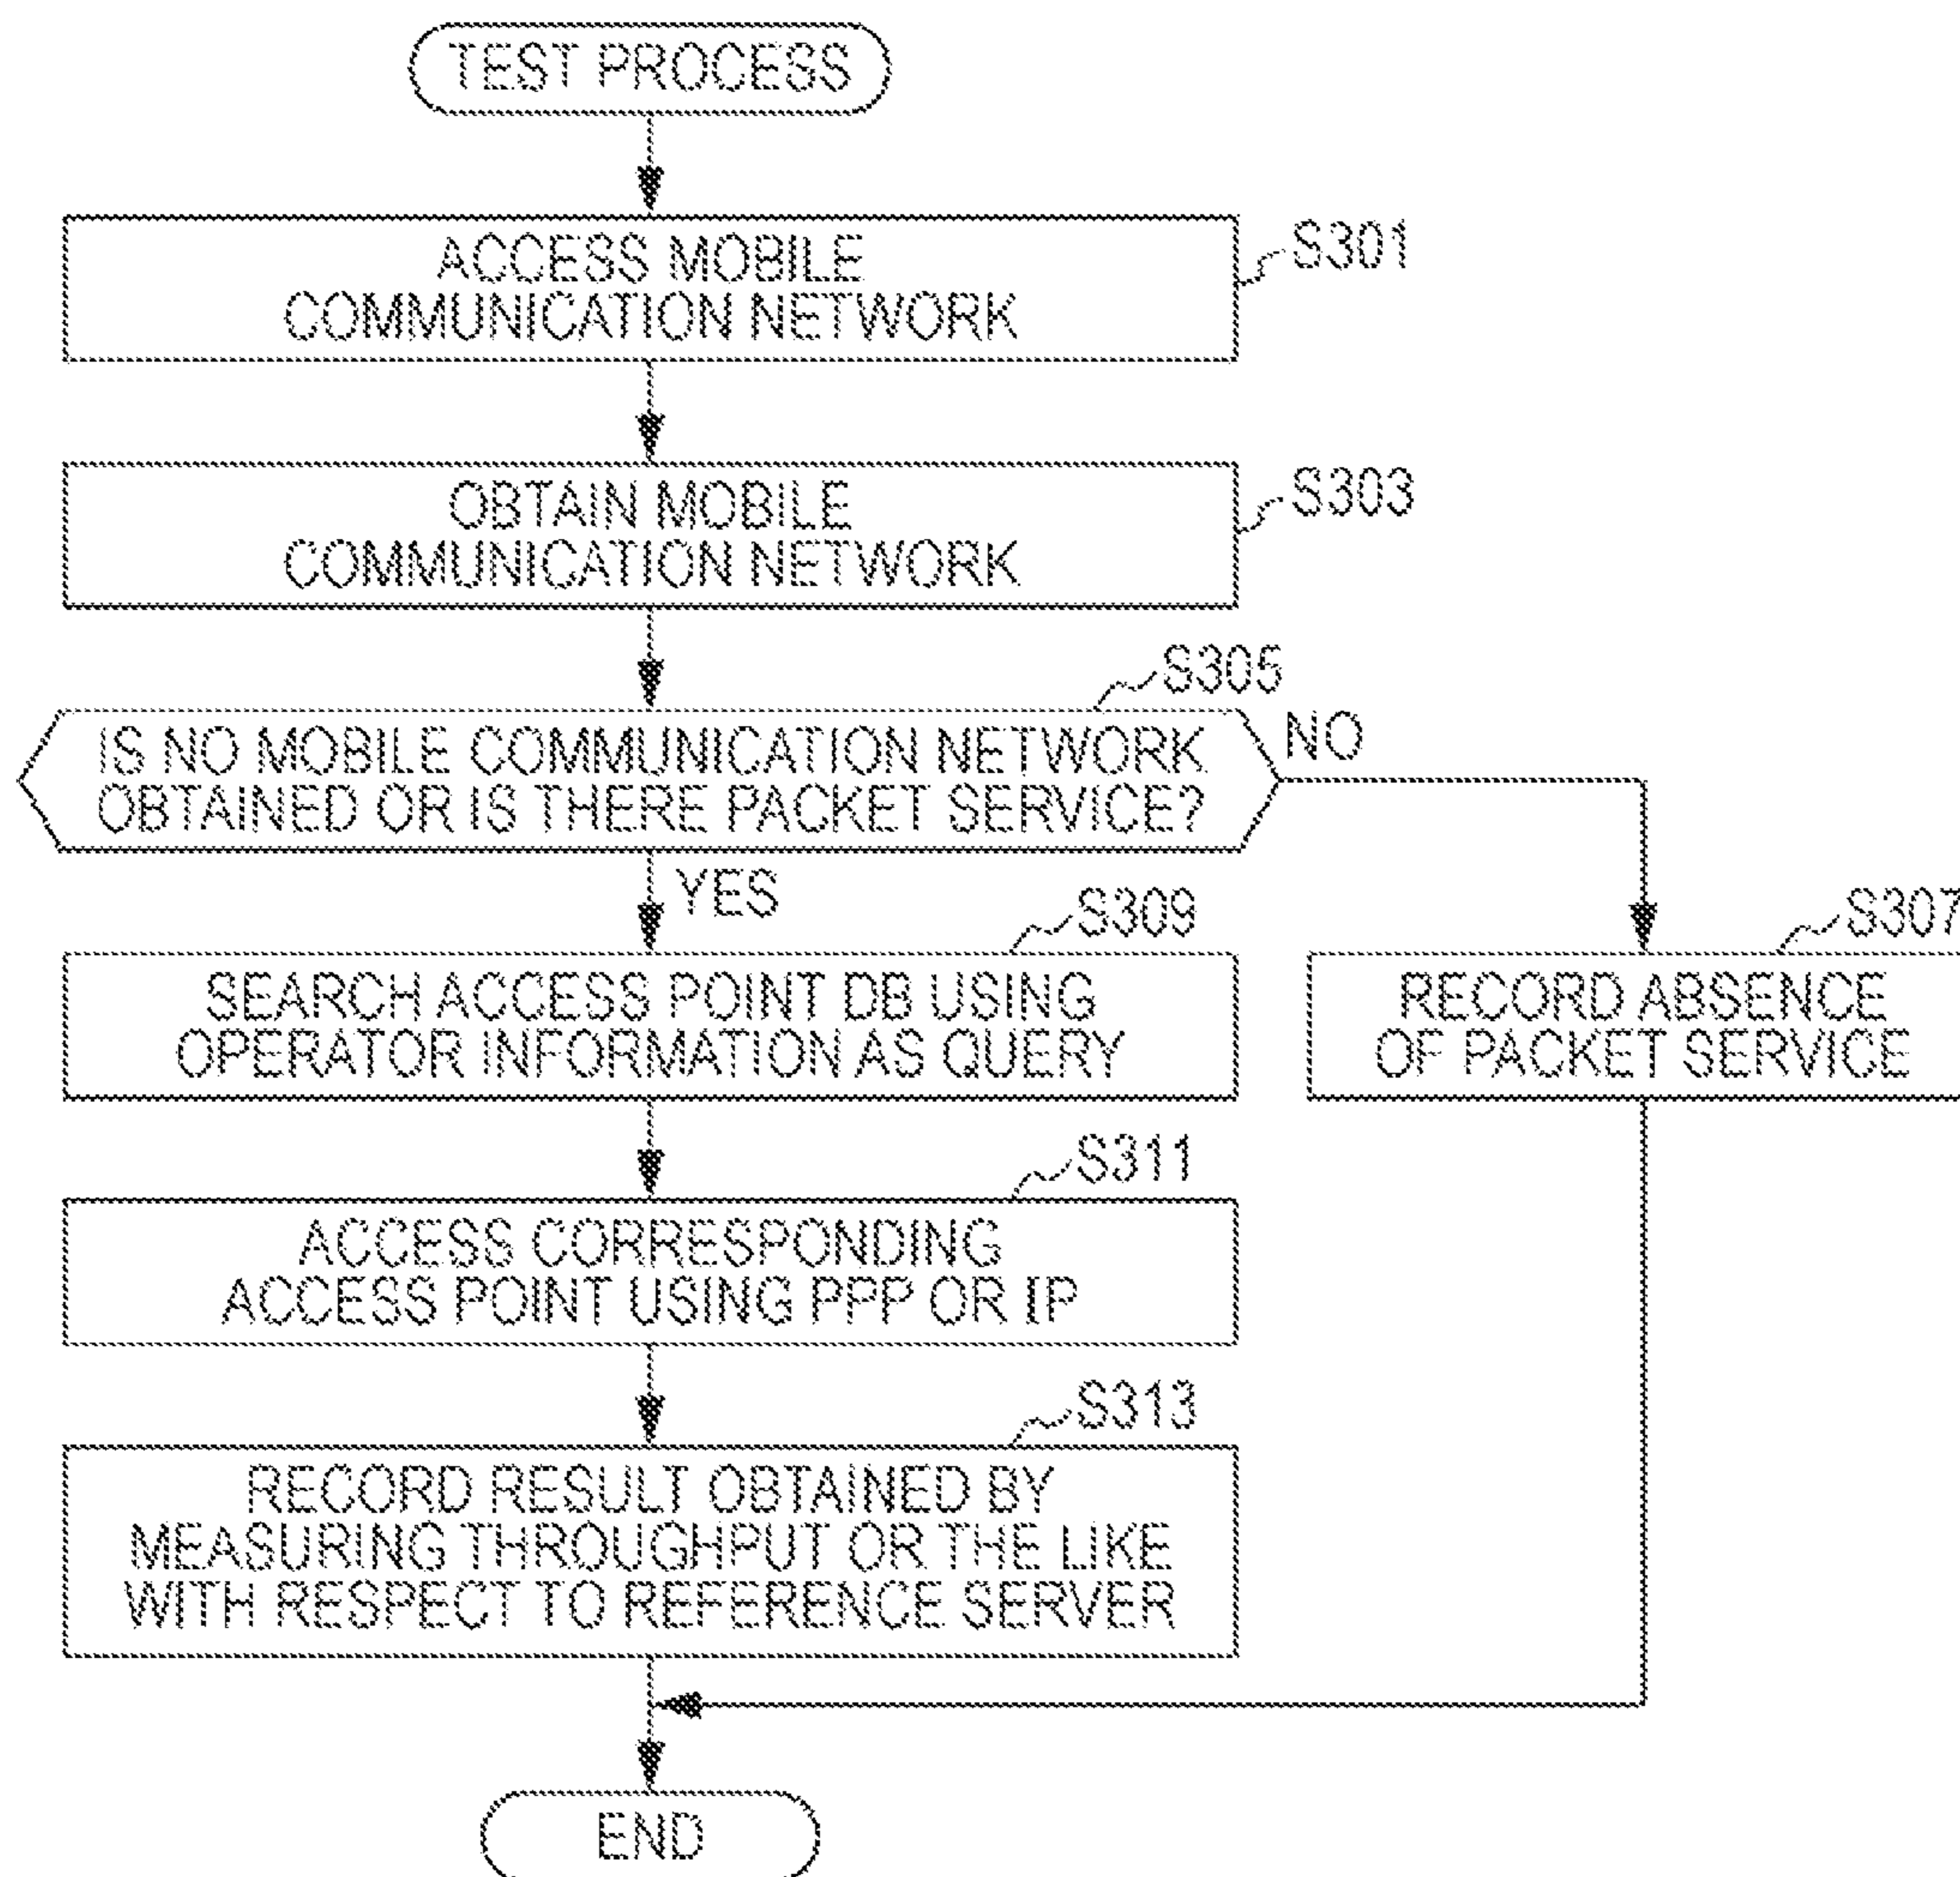 TEST PROCESS
ACCESS MOBILE
COMMUNICATION NETWORK
S301
OBTAIN MOBILE
COMMUNICATION NETWORK
S303
S305
IS NO MOBILE COMMUNICATION NETWORK
OBTAINED OR IS THERE PACKET SERVICE?
NO
YES
S309
SEARCH ACCESS POINT DB USING
OPERATOR INFORMATION AS QUERY
S307
RECORD ABSENCE
OF PACKET SERVICE
S311
ACCESS CORRESPONDING
ACCESS POINT USING PPP OR IP
S313
RECORD RESULT OBTAINED BY
MEASURING THROUGHPUT OR THE LIKE
WITH RESPECT TO REFERENCE SERVER
END